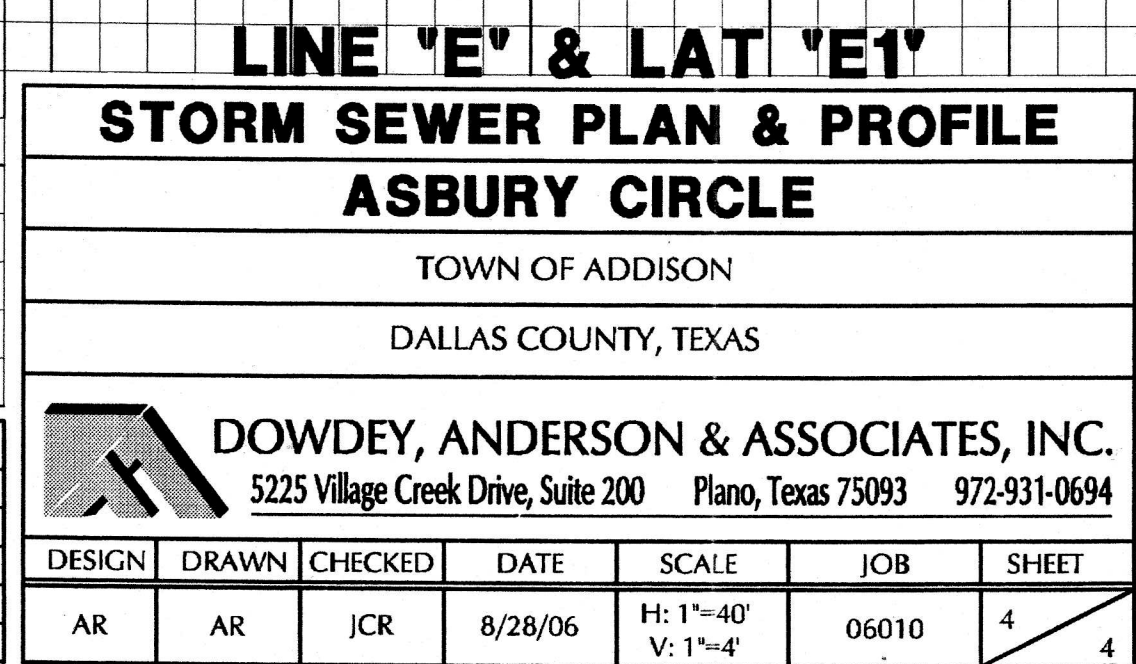 LINE "E" & LAT "E1"
STORM SEWER PLAN & PROFILE
ASBURY CIRCLE
TOWN OF ADDISON
DALLAS COUNTY, TEXAS
DOWDEY, ANDERSON & ASSOCIATES, INC.
5225 Village Creek Drive, Suite 200 Plano, Texas 75093 972-931-0694
DESIGN DRAWN CHECKED DATE SCALE JOB SHEET
AR AR JCR 8/28/06 H: 1"=40' V: 1"=4' 06010 4 4